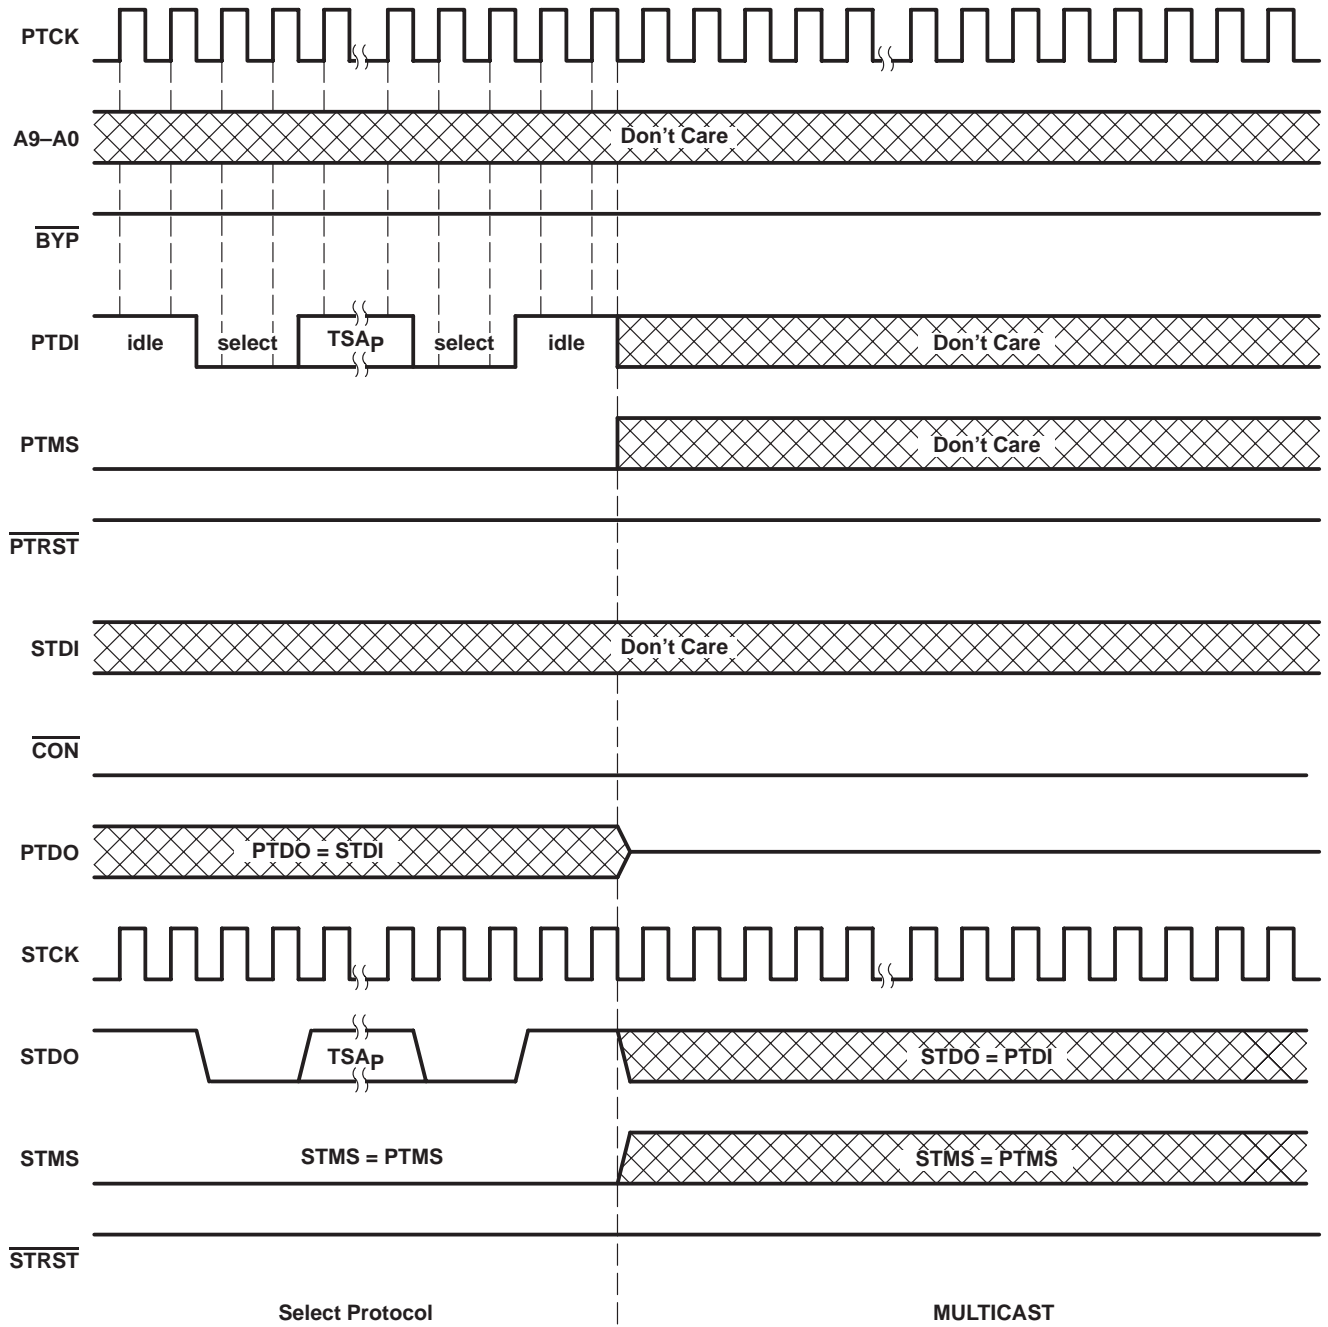 PTCK
A9–A0
Don't Care
BYP
PTDI
idle
select
TSAP
select
idle
Don't Care
PTMS
Don't Care
PTRST
STDI
Don't Care
CON
PTDO
PTDO = STDI
STCK
STDO
TSAP
STDO = PTDI
STMS
STMS = PTMS
STMS = PTMS
STRST
Select Protocol
MULTICAST